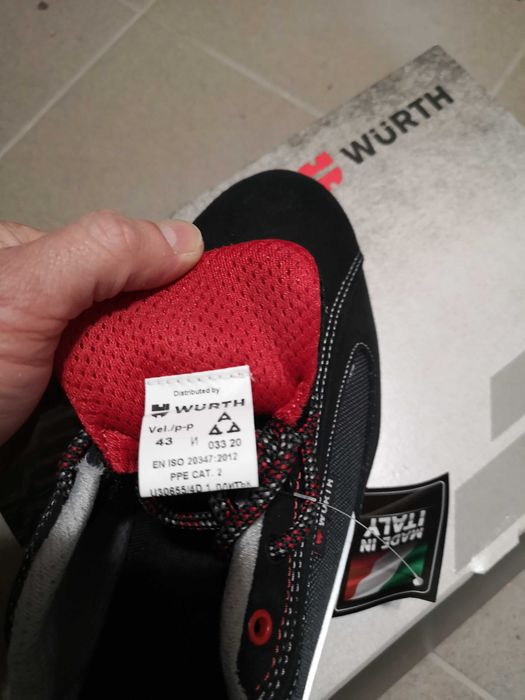 WÜRTH
Distributed by
WÜRTH
Vel./p-p
43 И 033 20
EN ISO 20347:2012
PPE CAT. 2
MADE IN
ITALY